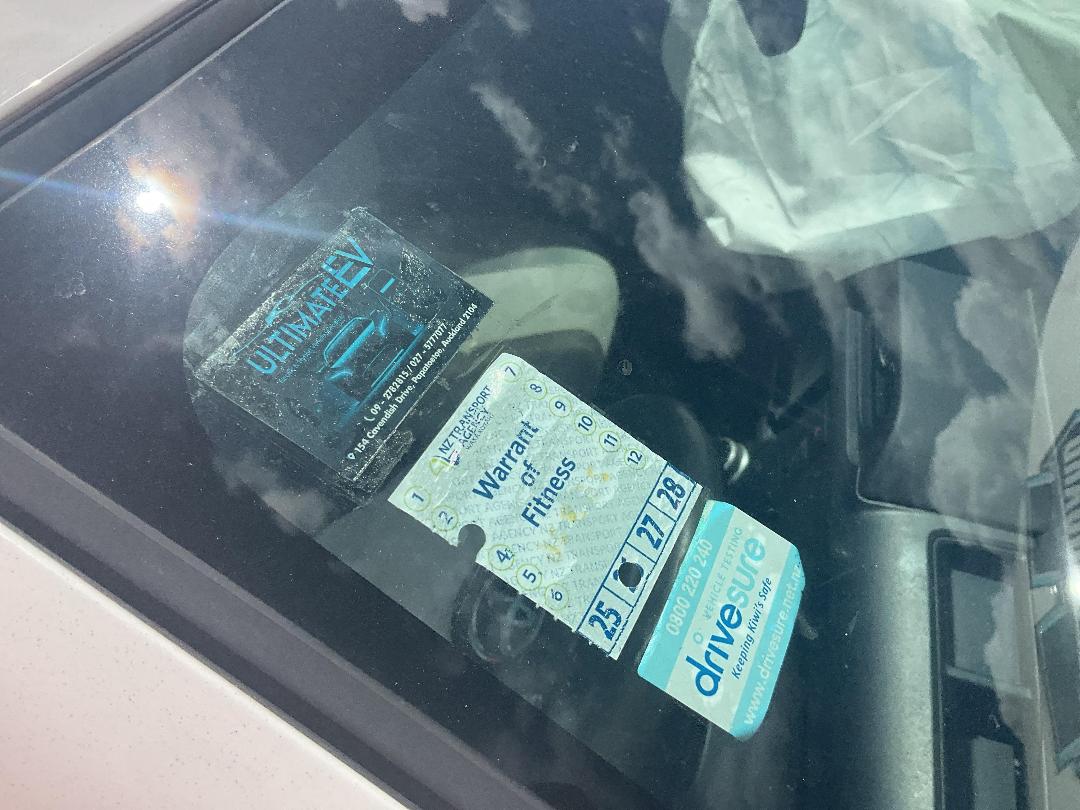 ULTIMATE EV
09 - 2782815 / 027 - 5777077
154 Cavendish Drive, Papatoetoe, Auckland 2104
NZ TRANSPORT
AGENCY
WAKA KOTAHI
Warrant
of
Fitness
1
2
4
5
6
7
8
9
10
11
12
25
27
28
0800 220 240
VEHICLE TESTING
drivesure
Keeping Kiwi's Safe
www.drivesure.net.nz